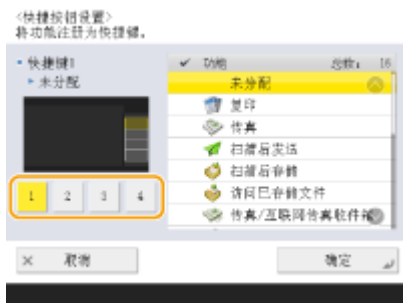 <快捷按钮设置>
将功能注册为快捷键。
快捷键1
未分配
1 2 3 4
功能 总数: 16
未分配
复印
传真
扫描后发送
扫描后存储
访问已存储文件
传真/互联网传真收件箱
× 取消
确定